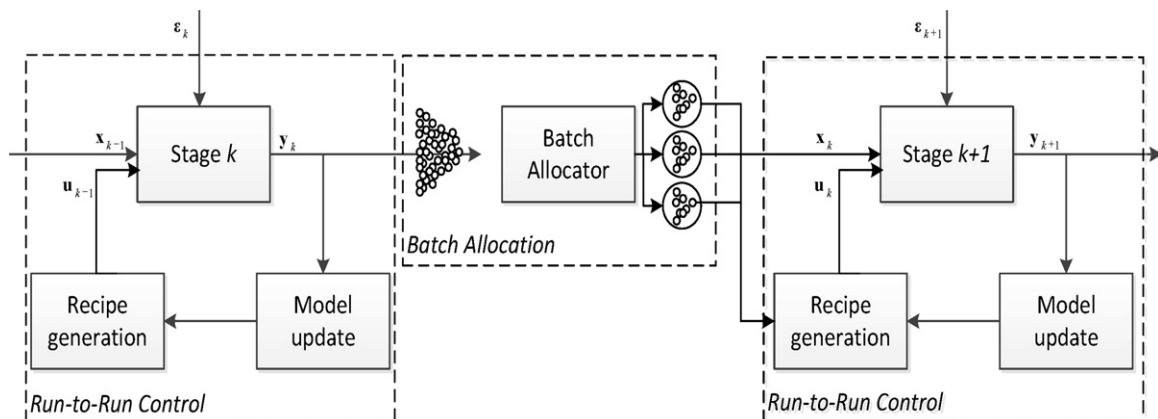 ε_k
x_{k−1}
Stage k
y_k
u_{k−1}
Recipe
generation
Model
update
Run-to-Run Control
Batch
Allocator
Batch Allocation
ε_{k+1}
x_k
Stage k+1
y_{k+1}
u_k
Recipe
generation
Model
update
Run-to-Run Control